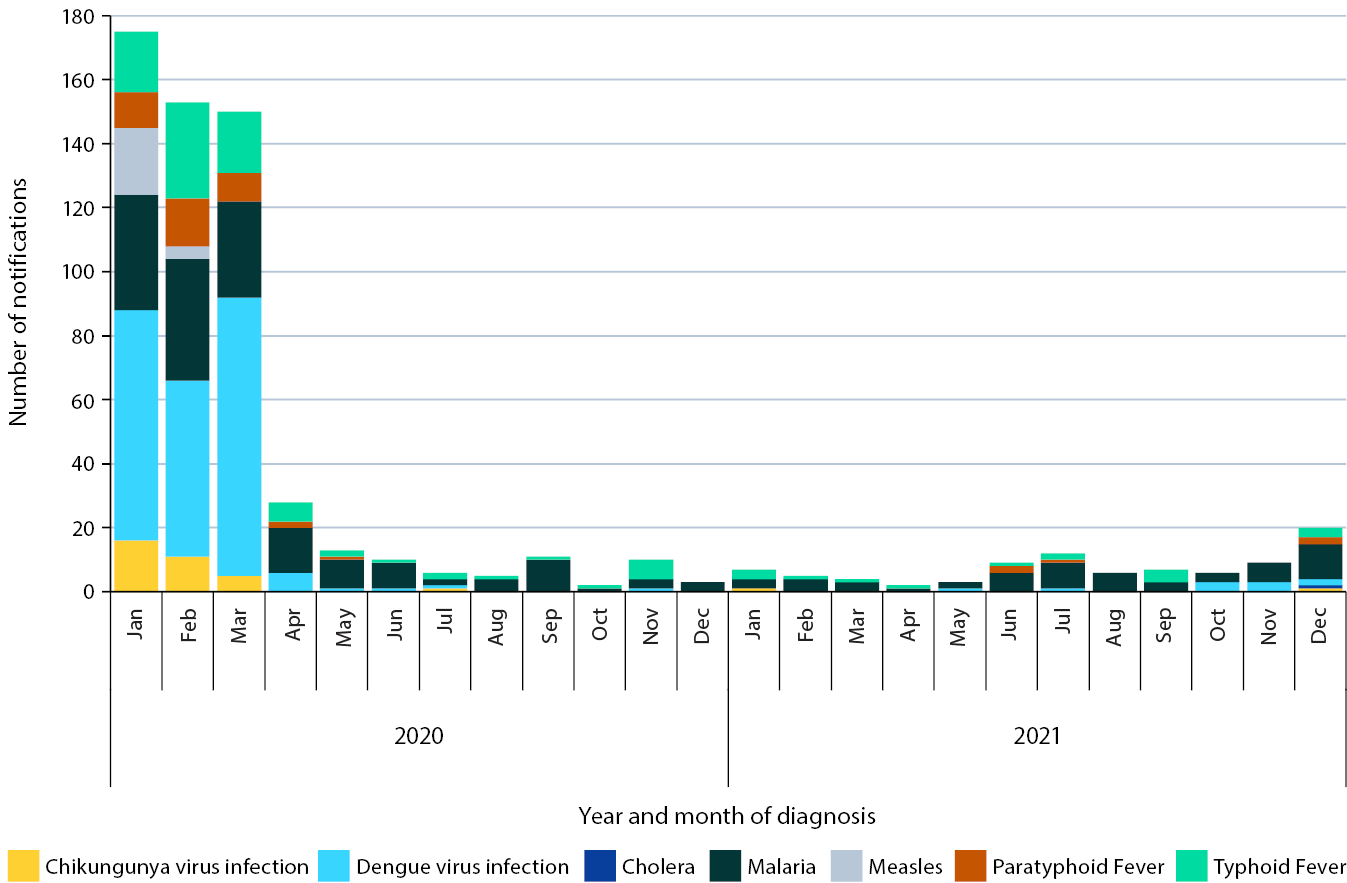 Number of notifications
180
160
140
120
100
80
60
40
20
0
Jan Feb Mar Apr May Jun Jul Aug Sep Oct Nov Dec Jan Feb Mar Apr May Jun Jul Aug Sep Oct Nov Dec
2020 2021
Year and month of diagnosis
Chikungunya virus infection Dengue virus infection Cholera Malaria Measles Paratyphoid Fever Typhoid Fever